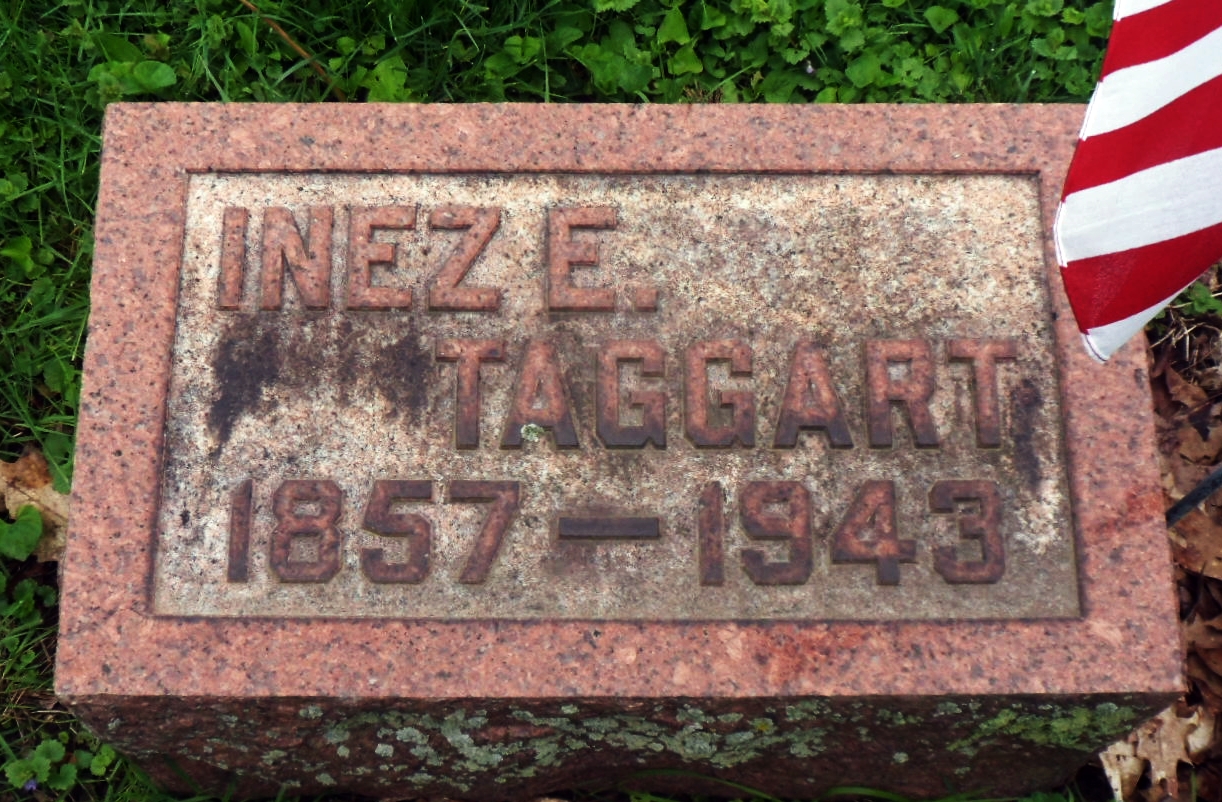 INEZ E.
TAGGART
1857–1943